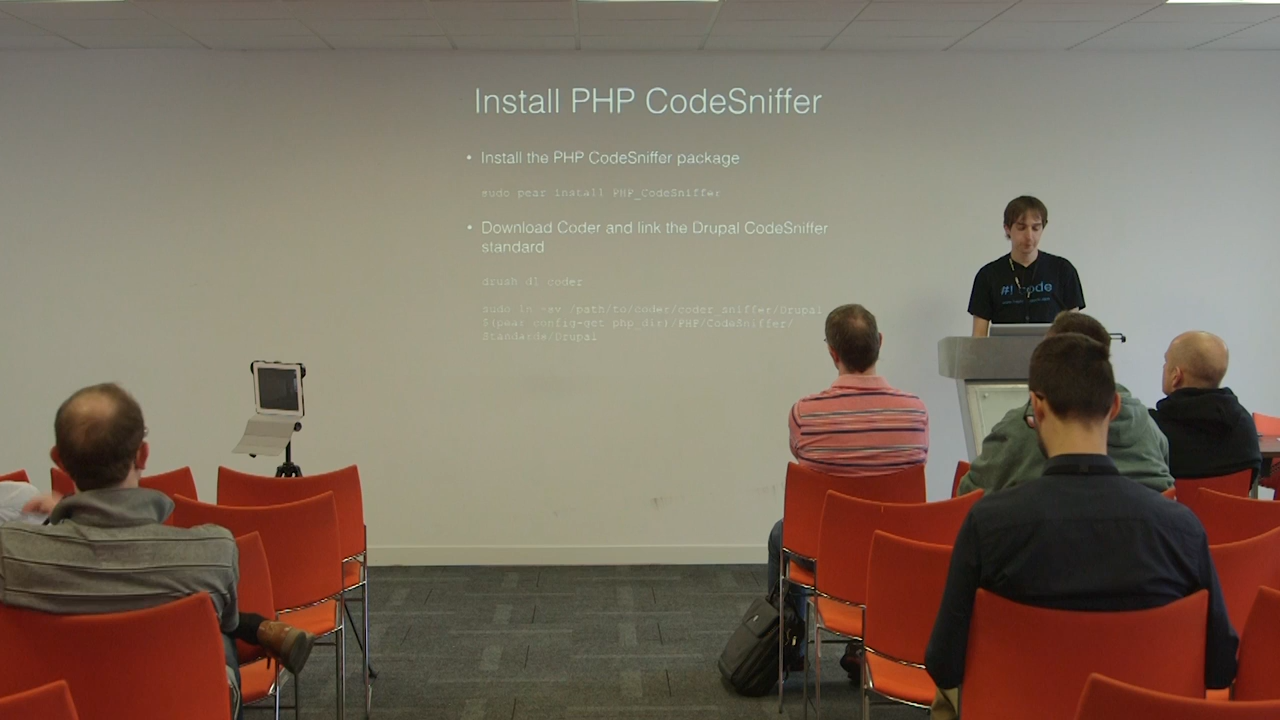 Install PHP CodeSniffer
• Install the PHP CodeSniffer package
sudo pear install PHP_CodeSniffer
• Download Coder and link the Drupal CodeSniffer
standard
drush dl coder
sudo ln -sv /path/to/coder/coder_sniffer/Drupal
$(pear config-get php_dir)/PHP/CodeSniffer/
Standards/Drupal
#! code